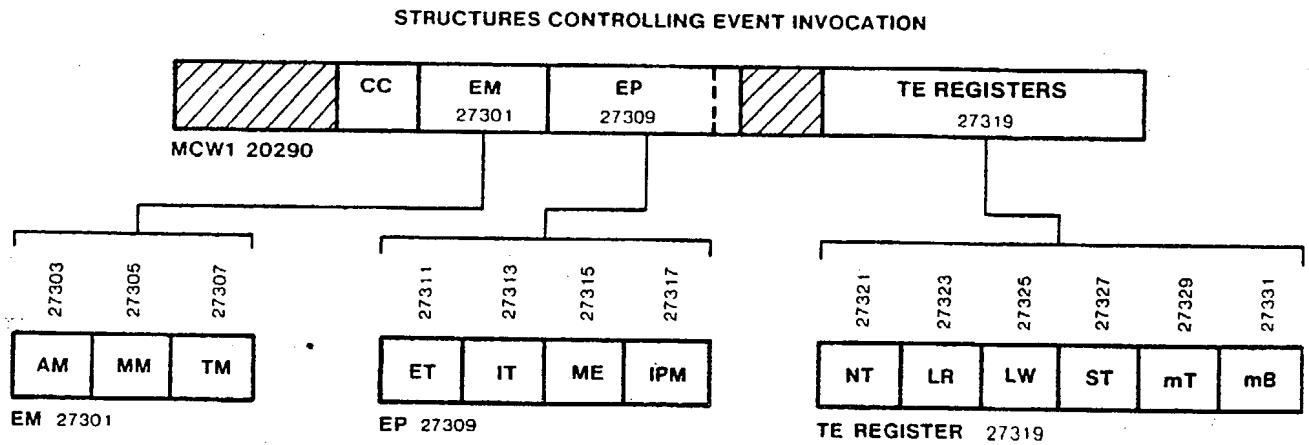 STRUCTURES CONTROLLING EVENT INVOCATION
CC EM EP TE REGISTERS
27301 27309 27319
MCW1 20290
27303 27305 27307 27311 27313 27315 27317 27321 27323 27325 27327 27329 27331
AM MM TM ET IT ME IPM NT LR LW ST mT mB
EM 27301 EP 27309 TE REGISTER 27319